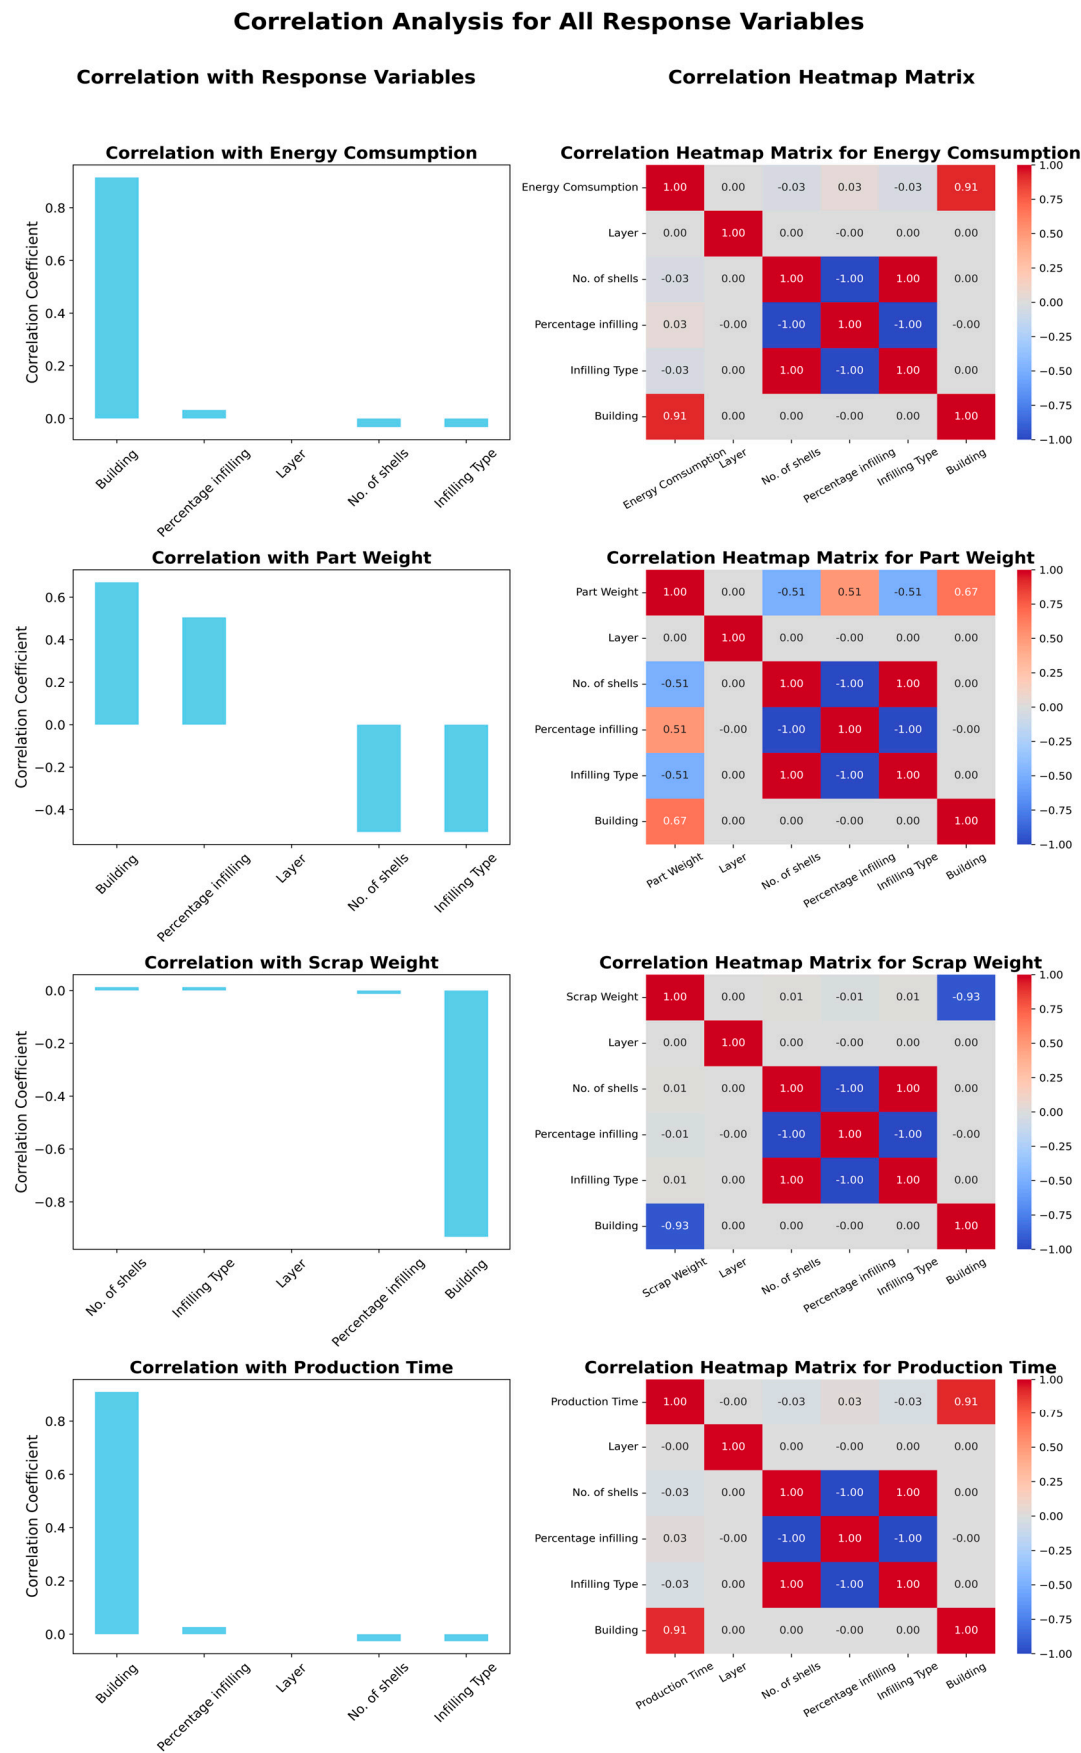 Correlation Analysis for All Response Variables
Correlation with Response Variables
Correlation Heatmap Matrix
Correlation with Energy Comsumption
Correlation Coefficient
0.8
0.6
0.4
0.2
0.0
Building
Percentage infilling
Layer
No. of shells
Infilling Type
Correlation Heatmap Matrix for Energy Comsumption
Energy Comsumption 1.00 0.00 -0.03 0.03 -0.03 0.91
Layer 0.00 1.00 0.00 -0.00 0.00 0.00
No. of shells -0.03 0.00 1.00 -1.00 1.00 0.00
Percentage infilling 0.03 -0.00 -1.00 1.00 -1.00 -0.00
Infilling Type -0.03 0.00 1.00 -1.00 1.00 0.00
Building 0.91 0.00 0.00 -0.00 0.00 1.00
Energy Comsumption
Layer
No. of shells
Percentage infilling
Infilling Type
Building
1.00
0.75
0.50
0.25
0.00
−0.25
−0.50
−0.75
−1.00
Correlation with Part Weight
Correlation Coefficient
0.6
0.4
0.2
0.0
−0.2
−0.4
Building
Percentage infilling
Layer
No. of shells
Infilling Type
Correlation Heatmap Matrix for Part Weight
Part Weight 1.00 0.00 -0.51 0.51 -0.51 0.67
Layer 0.00 1.00 0.00 -0.00 0.00 0.00
No. of shells -0.51 0.00 1.00 -1.00 1.00 0.00
Percentage infilling 0.51 -0.00 -1.00 1.00 -1.00 -0.00
Infilling Type -0.51 0.00 1.00 -1.00 1.00 0.00
Building 0.67 0.00 0.00 -0.00 0.00 1.00
Part Weight
Layer
No. of shells
Percentage infilling
Infilling Type
Building
1.00
0.75
0.50
0.25
0.00
−0.25
−0.50
−0.75
−1.00
Correlation with Scrap Weight
Correlation Coefficient
0.0
−0.2
−0.4
−0.6
−0.8
No. of shells
Infilling Type
Layer
Percentage infilling
Building
Correlation Heatmap Matrix for Scrap Weight
Scrap Weight 1.00 0.00 0.01 -0.01 0.01 -0.93
Layer 0.00 1.00 0.00 -0.00 0.00 0.00
No. of shells 0.01 0.00 1.00 -1.00 1.00 0.00
Percentage infilling -0.01 -0.00 -1.00 1.00 -1.00 -0.00
Infilling Type 0.01 0.00 1.00 -1.00 1.00 0.00
Building -0.93 0.00 0.00 -0.00 0.00 1.00
Scrap Weight
Layer
No. of shells
Percentage infilling
Infilling Type
Building
1.00
0.75
0.50
0.25
0.00
−0.25
−0.50
−0.75
−1.00
Correlation with Production Time
Correlation Coefficient
0.8
0.6
0.4
0.2
0.0
Building
Percentage infilling
Layer
No. of shells
Infilling Type
Correlation Heatmap Matrix for Production Time
Production Time 1.00 -0.00 -0.03 0.03 -0.03 0.91
Layer -0.00 1.00 0.00 -0.00 0.00 0.00
No. of shells -0.03 0.00 1.00 -1.00 1.00 0.00
Percentage infilling 0.03 -0.00 -1.00 1.00 -1.00 -0.00
Infilling Type -0.03 0.00 1.00 -1.00 1.00 0.00
Building 0.91 0.00 0.00 -0.00 0.00 1.00
Production Time
Layer
No. of shells
Percentage infilling
Infilling Type
Building
1.00
0.75
0.50
0.25
0.00
−0.25
−0.50
−0.75
−1.00